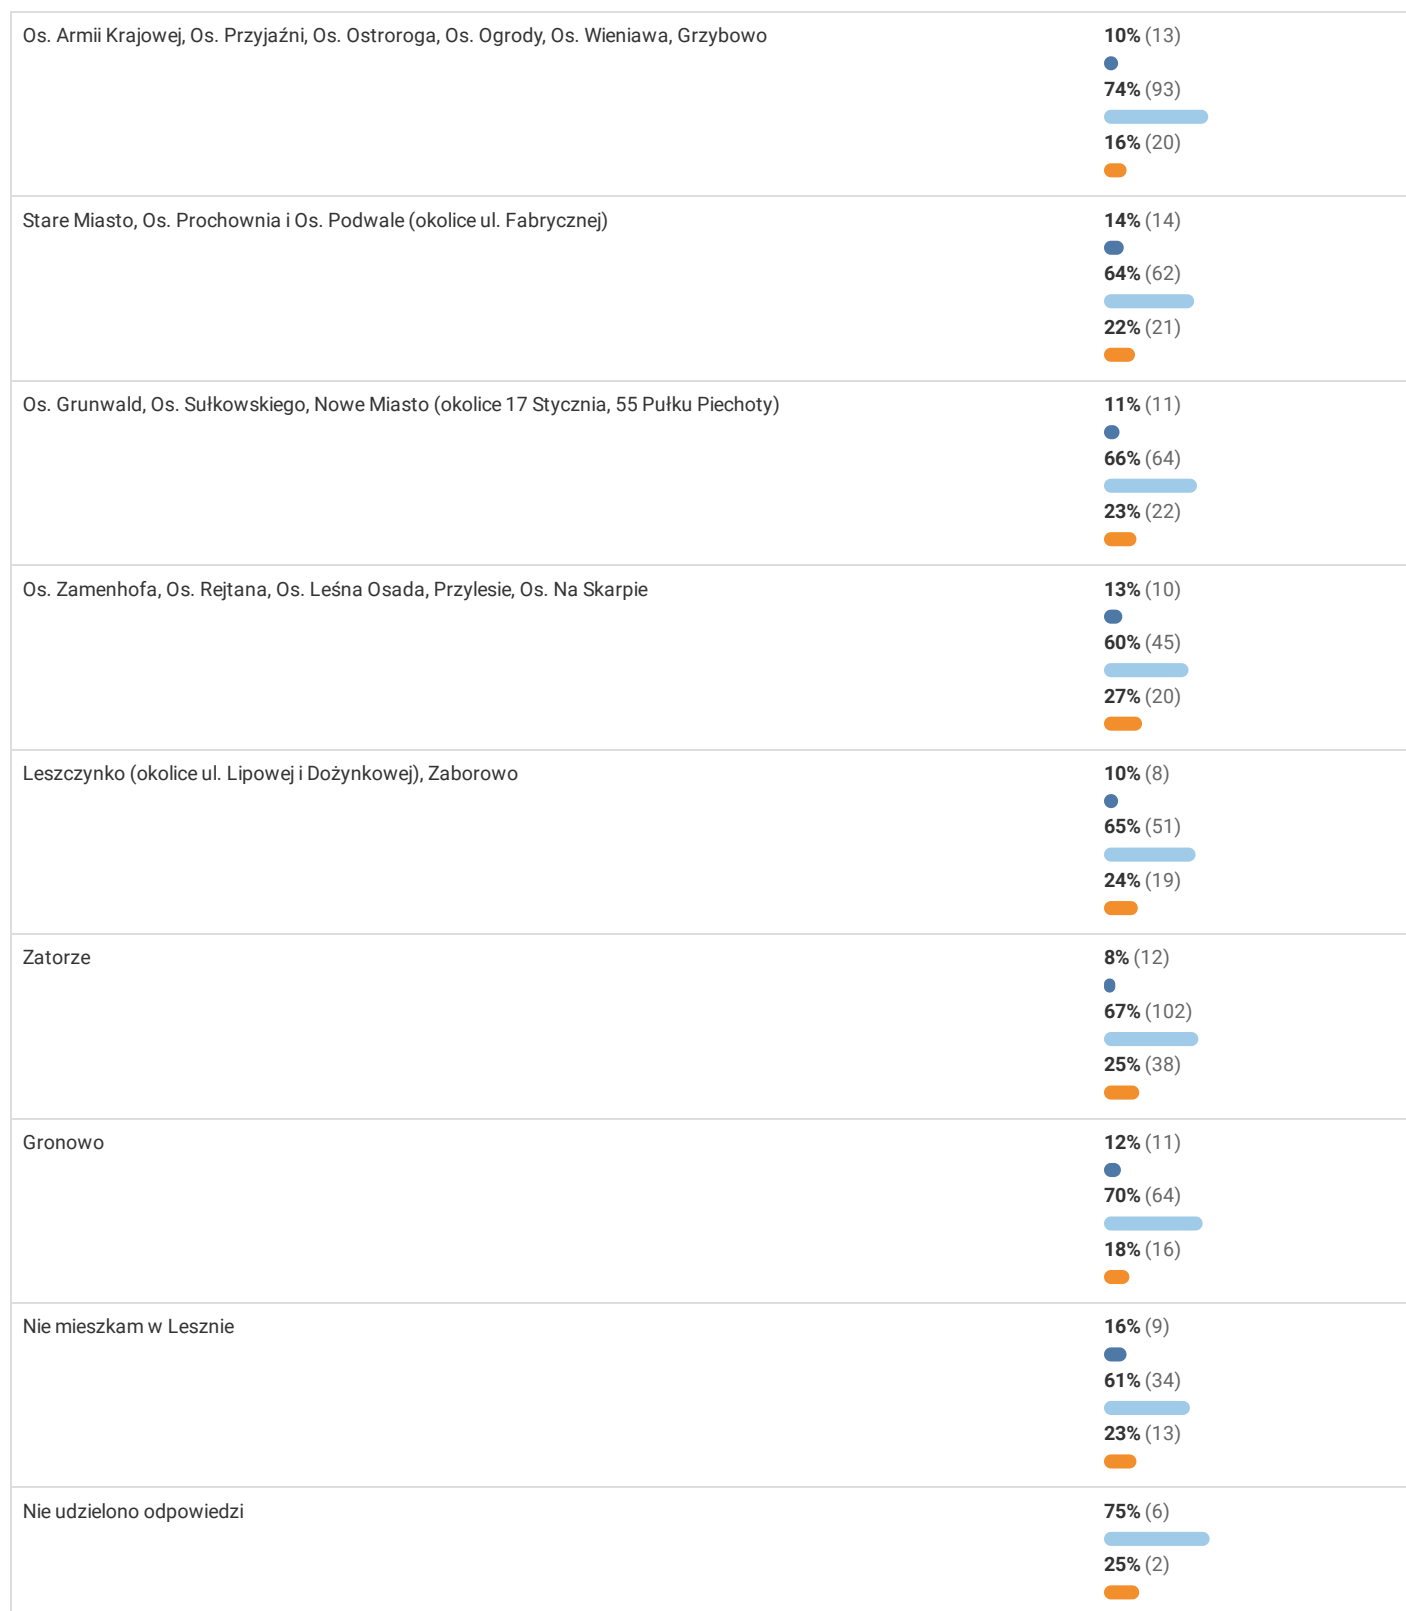 Os. Armii Krajowej, Os. Przyjaźni, Os. Ostroroga, Os. Ogrody, Os. Wieniawa, Grzybowo
10% (13)
74% (93)
16% (20)
Stare Miasto, Os. Prochownia i Os. Podwale (okolice ul. Fabrycznej)
14% (14)
64% (62)
22% (21)
Os. Grunwald, Os. Sułkowskiego, Nowe Miasto (okolice 17 Stycznia, 55 Pułku Piechoty)
11% (11)
66% (64)
23% (22)
Os. Zamenhofa, Os. Rejtana, Os. Leśna Osada, Przylesie, Os. Na Skarpie
13% (10)
60% (45)
27% (20)
Leszczynko (okolice ul. Lipowej i Dożynkowej), Zaborowo
10% (8)
65% (51)
24% (19)
Zatorze
8% (12)
67% (102)
25% (38)
Gronowo
12% (11)
70% (64)
18% (16)
Nie mieszkam w Lesznie
16% (9)
61% (34)
23% (13)
Nie udzielono odpowiedzi
75% (6)
25% (2)